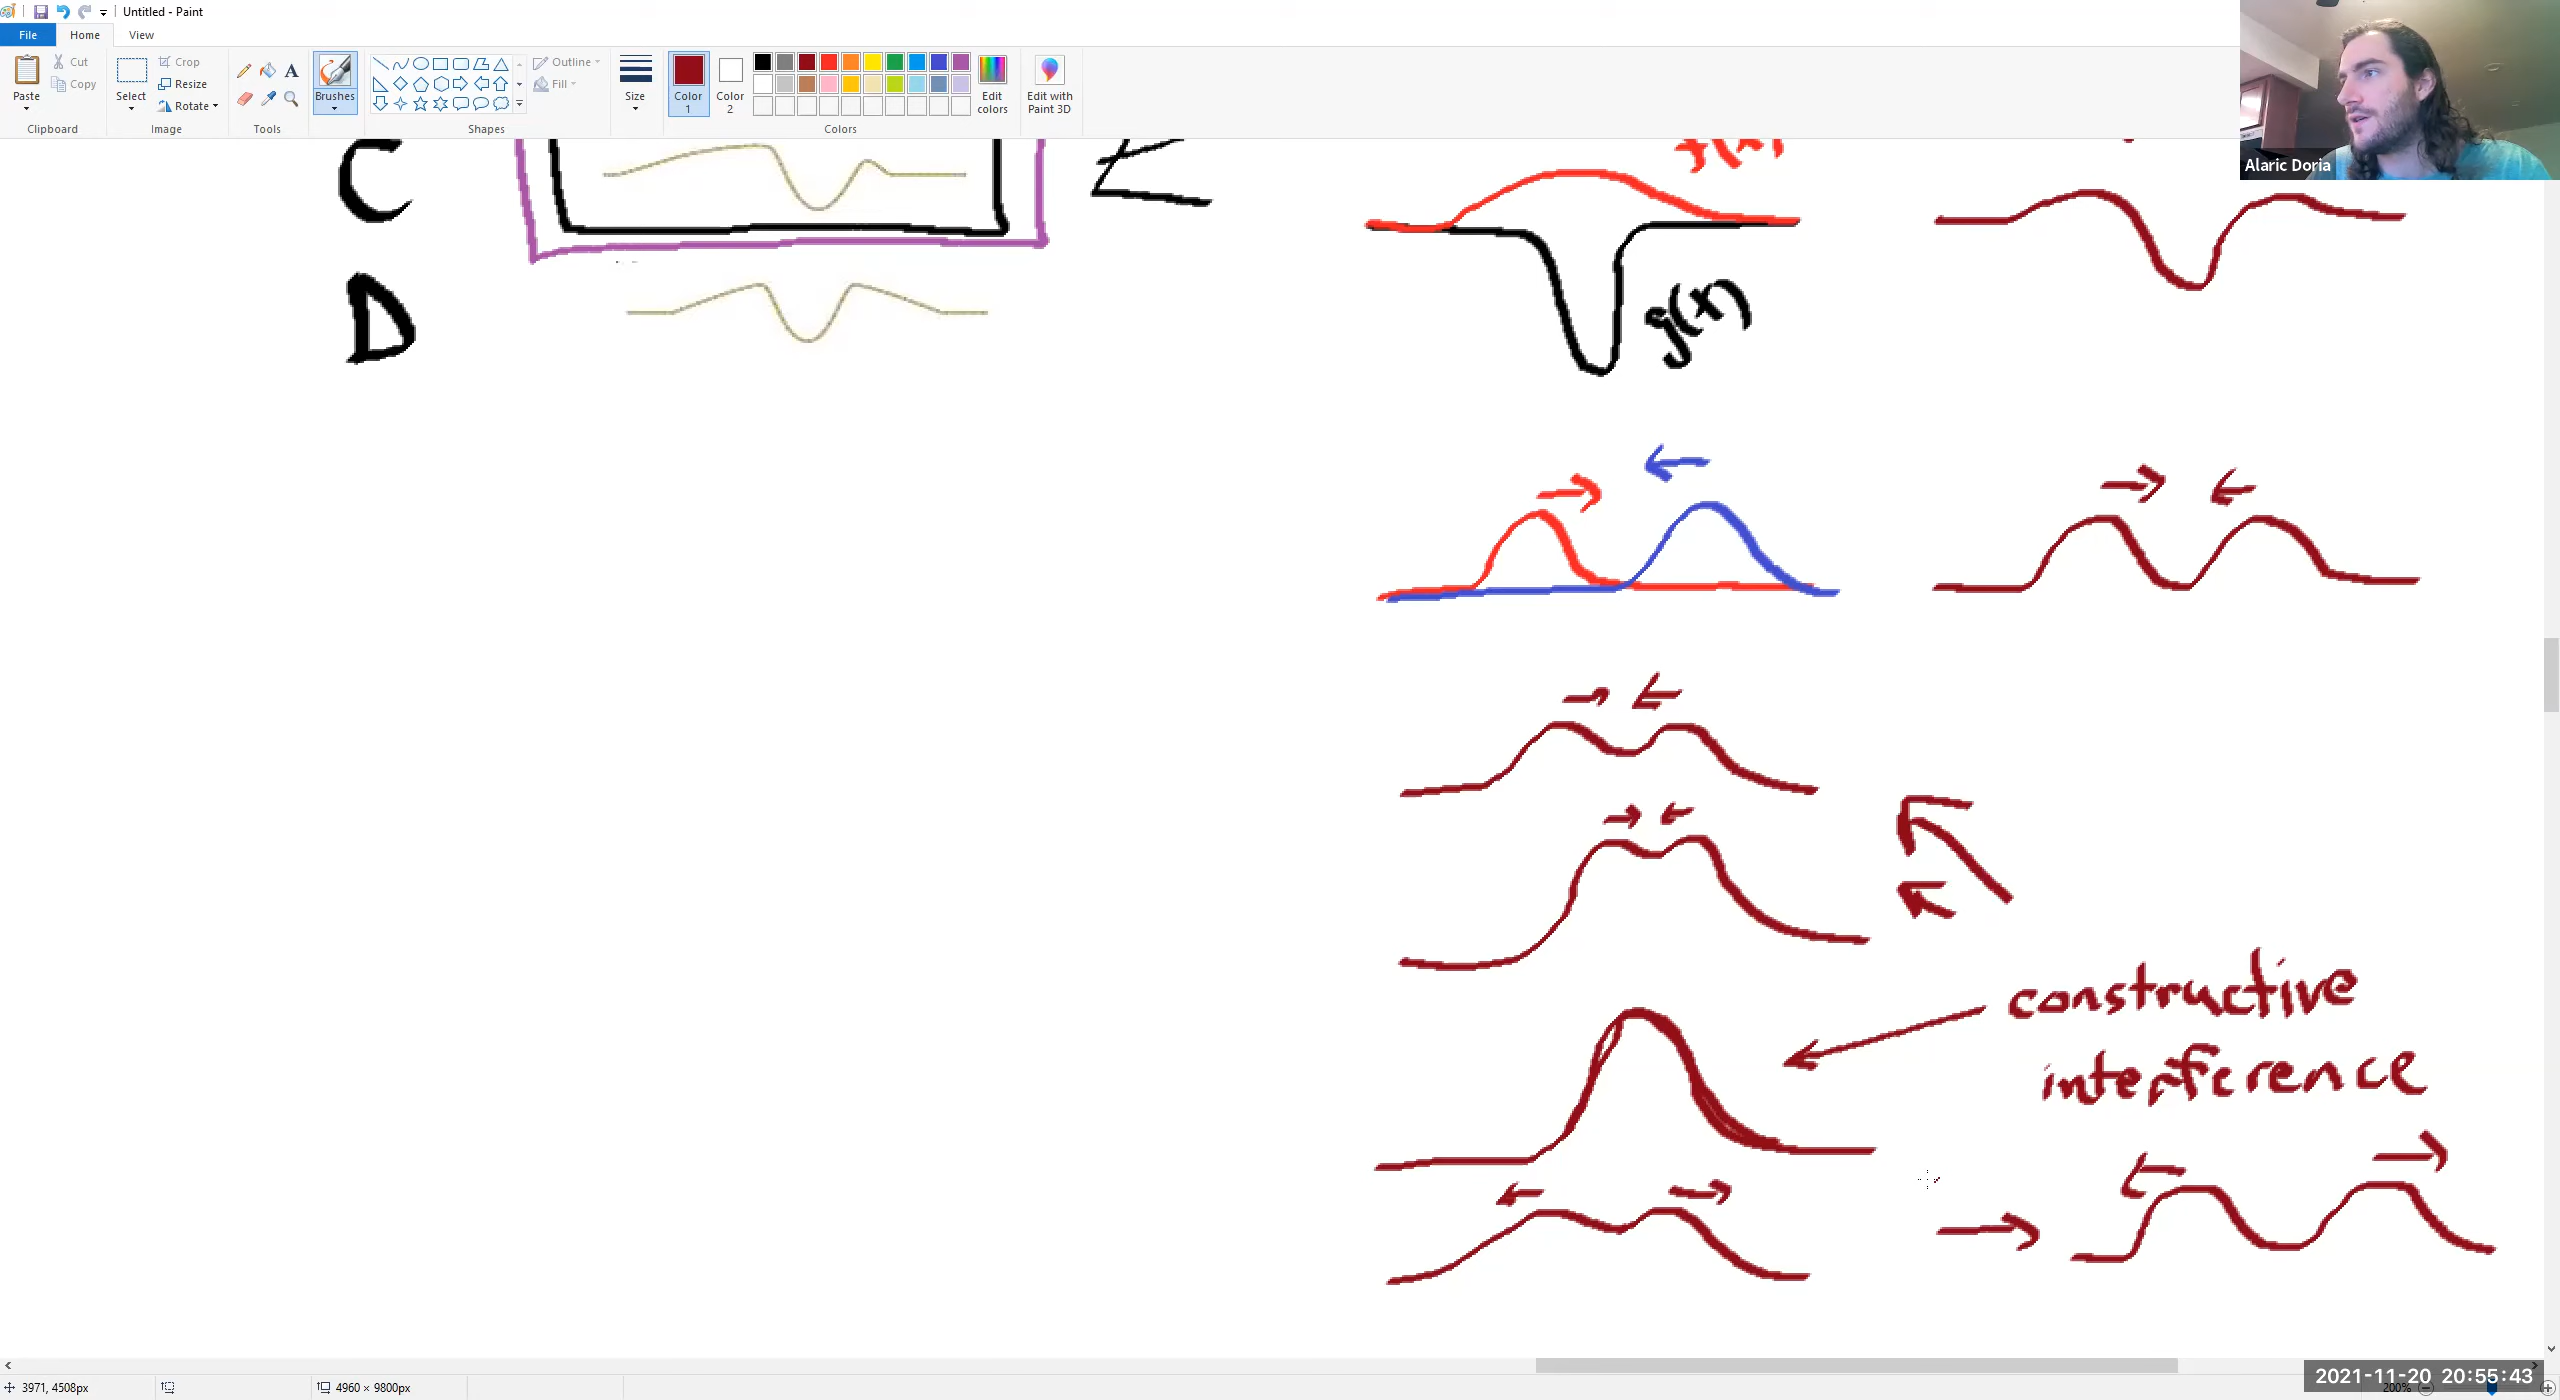 Untitled - Paint
File Home View
Paste
Cut
Copy
Clipboard
Select
Crop
Resize
Rotate
Image
Tools
Brushes
Shapes
Outline
Fill
Size
Color 1
Color 2
Colors
Edit colors
Edit with Paint 3D
Alaric Doria
C
D
f(x)
g(x)
constructive
interference
3971, 4508px
4960 × 9800px
200%
2021-11-20 20:55:43